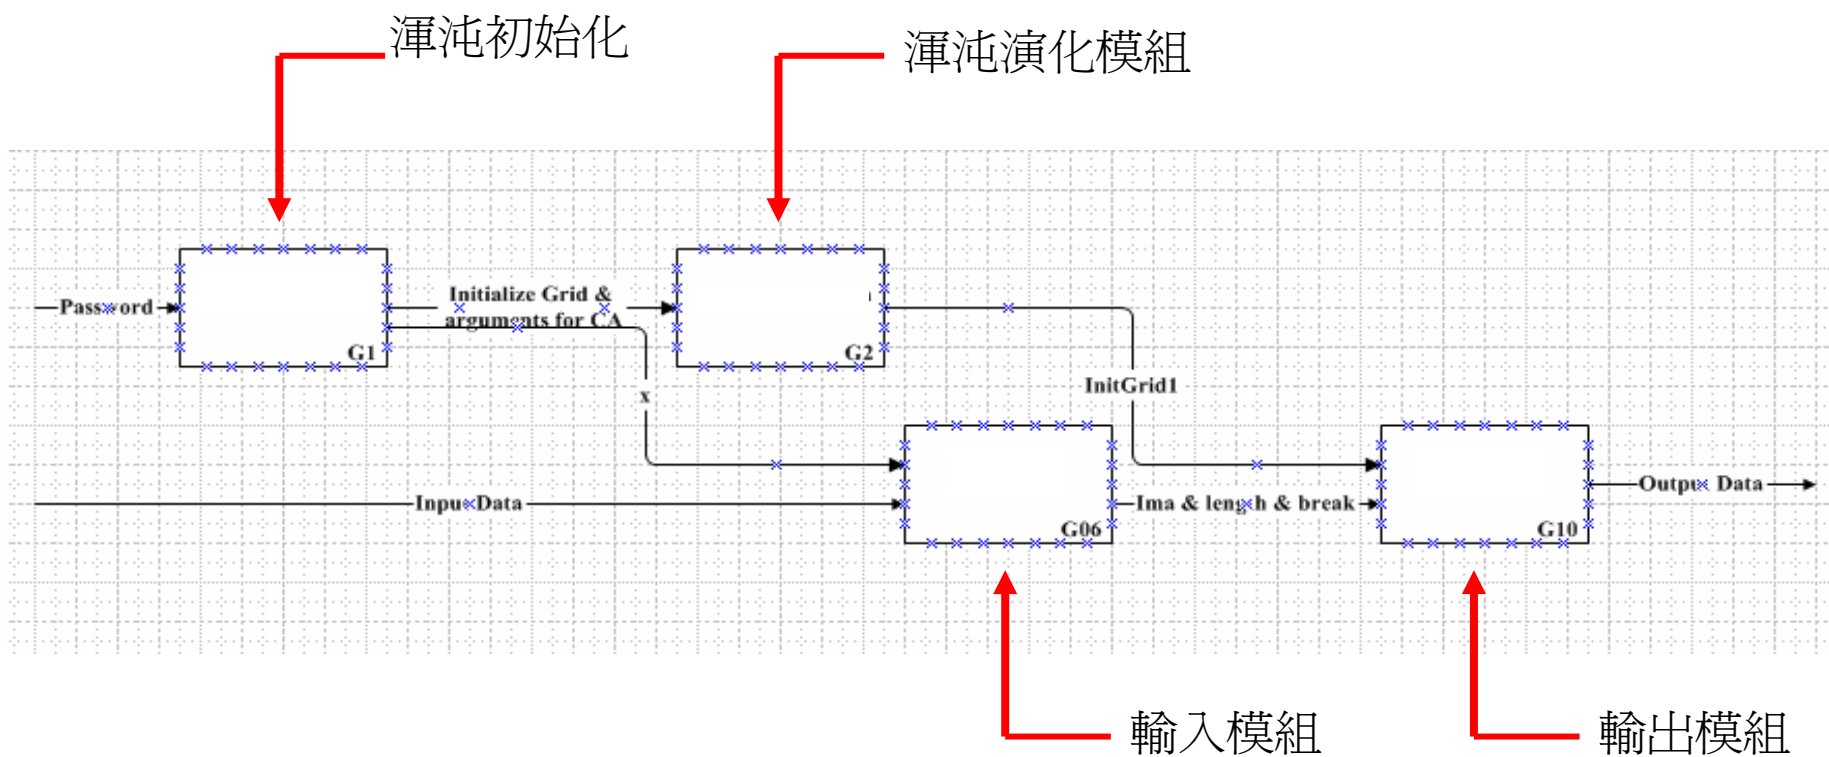 渾沌初始化
渾沌演化模組
Password
Initialize Grid &
arguments for CA
G1
G2
x
InitGrid1
Input Data
G06
Ima & length & break
G10
Output Data
輸入模組
輸出模組